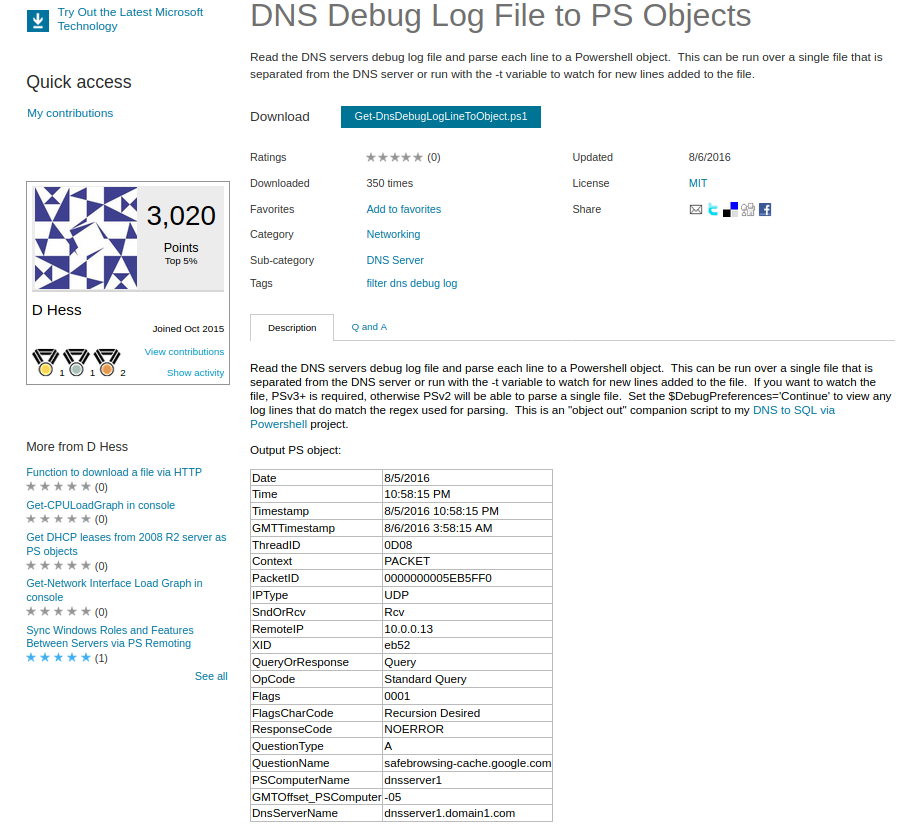 Try Out the Latest Microsoft
Technology
Quick access
My contributions
3,020
Points
Top 5%
D Hess
Joined Oct 2015
View contributions
1 1 2
Show activity
More from D Hess
Function to download a file via HTTP
(0)
Get-CPULoadGraph in console
(0)
Get DHCP leases from 2008 R2 server as
PS objects
(0)
Get-Network Interface Load Graph in
console
(0)
Sync Windows Roles and Features
Between Servers via PS Remoting
(1)
See all
DNS Debug Log File to PS Objects
Read the DNS servers debug log file and parse each line to a Powershell object.  This can be run over a single file that is
separated from the DNS server or run with the -t variable to watch for new lines added to the file.
Download Get-DnsDebugLogLineToObject.ps1
Ratings (0) Updated 8/6/2016
Downloaded 350 times License MIT
Favorites Add to favorites Share
Category Networking
Sub-category DNS Server
Tags filter dns debug log
Description Q and A
Read the DNS servers debug log file and parse each line to a Powershell object.  This can be run over a single file that is
separated from the DNS server or run with the -t variable to watch for new lines added to the file.  If you want to watch the
file, PSv3+ is required, otherwise PSv2 will be able to parse a single file.  Set the $DebugPreferences='Continue' to view any
log lines that do match the regex used for parsing.  This is an "object out" companion script to my DNS to SQL via
Powershell project.
Output PS object:
Date 8/5/2016
Time 10:58:15 PM
Timestamp 8/5/2016 10:58:15 PM
GMTTimestamp 8/6/2016 3:58:15 AM
ThreadID 0D08
Context PACKET
PacketID 0000000005EB5FF0
IPType UDP
SndOrRcv Rcv
RemoteIP 10.0.0.13
XID eb52
QueryOrResponse Query
OpCode Standard Query
Flags 0001
FlagsCharCode Recursion Desired
ResponseCode NOERROR
QuestionType A
QuestionName safebrowsing-cache.google.com
PSComputerName dnsserver1
GMTOffset_PSComputer -05
DnsServerName dnsserver1.domain1.com